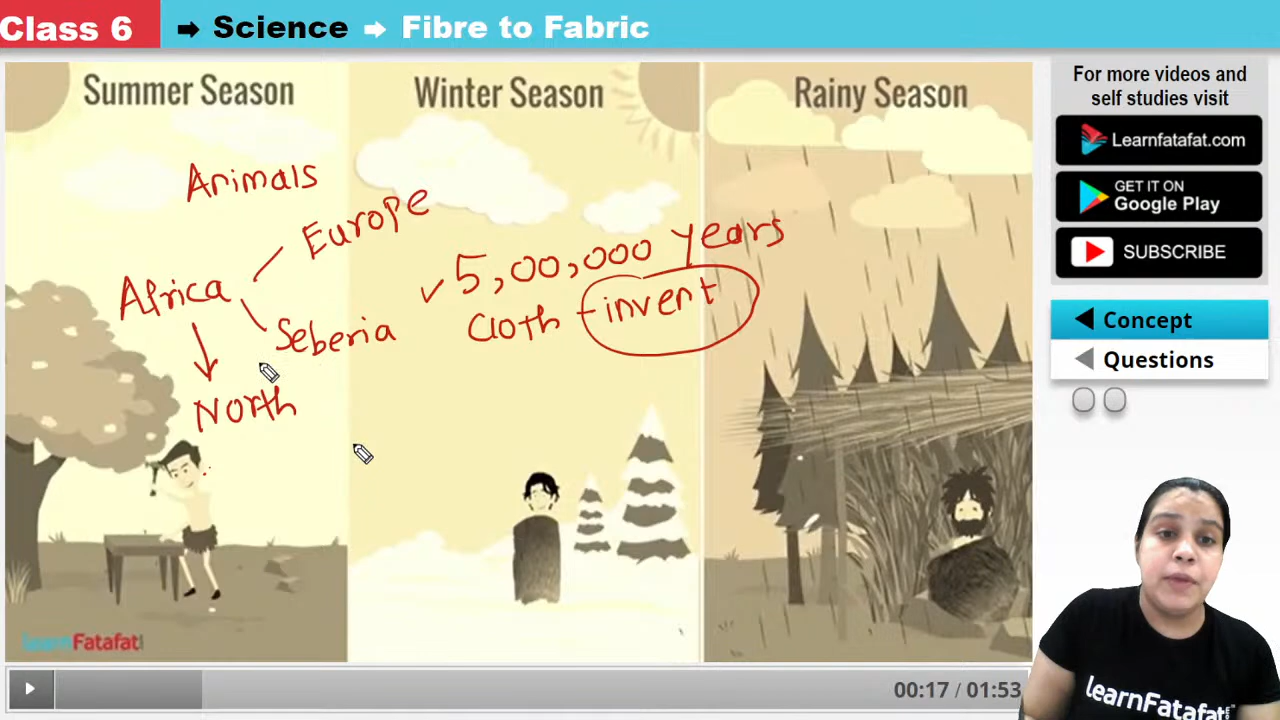 Class 6 ➡ Science ➡ Fibre to Fabric
Summer Season
Winter Season
Rainy Season
Animals
Europe
Africa
Seberia
North
5,00,000 years
Cloth - invent
learnFatafat
00:17 / 01:53
For more videos and
self studies visit
Learnfatafat.com
GET IT ON
Google Play
SUBSCRIBE
Concept
Questions
learnFatafat